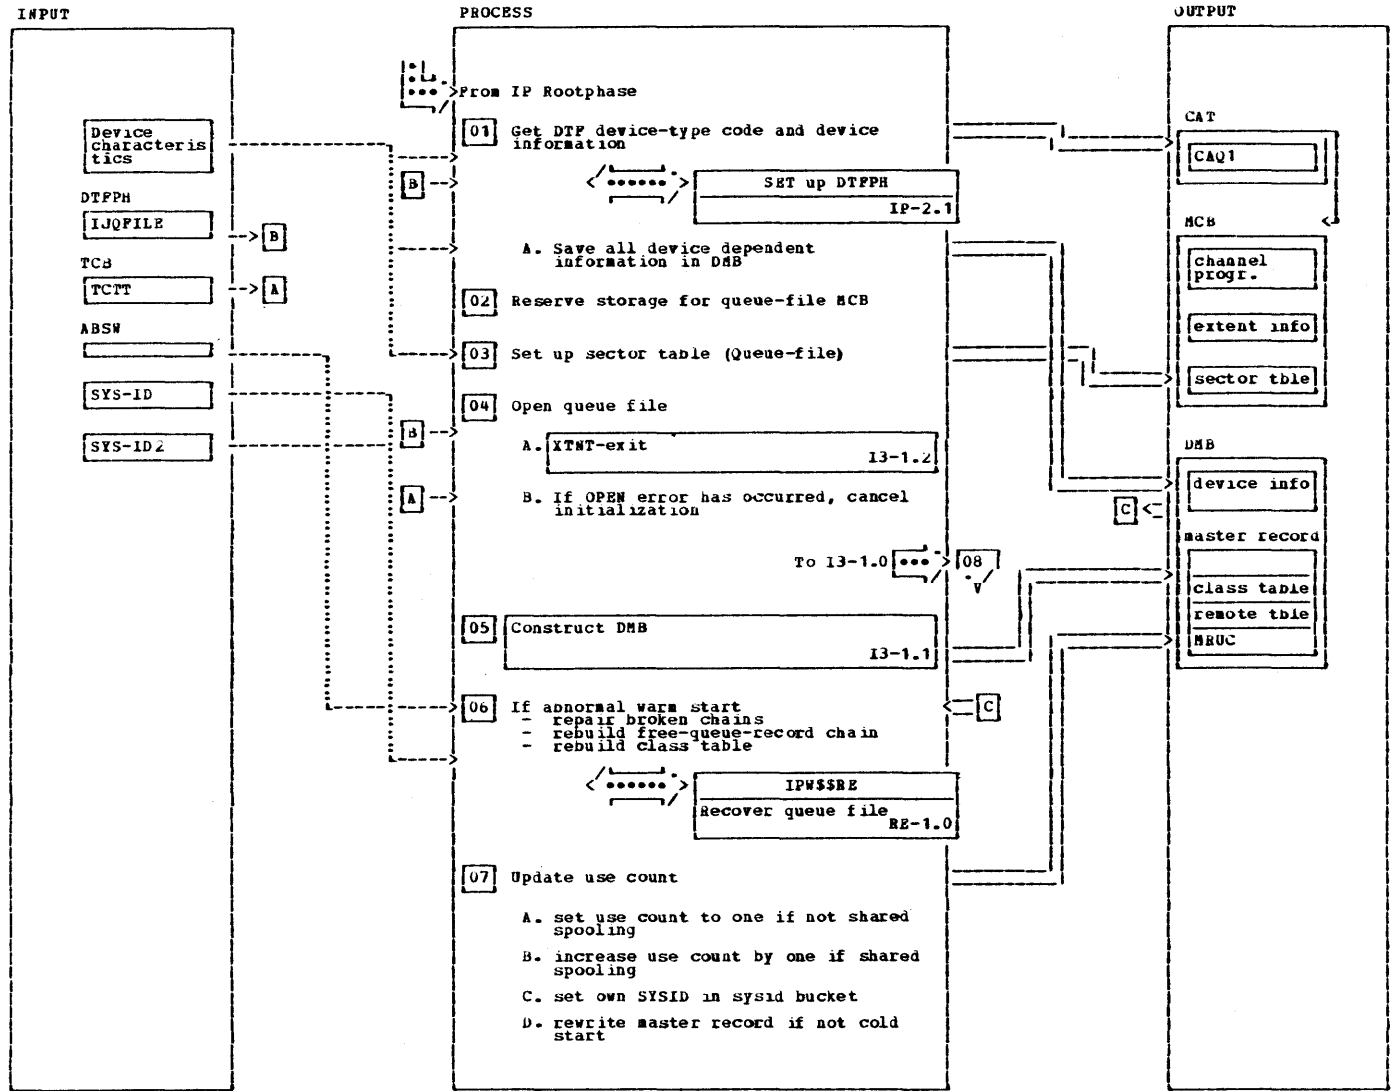 INPUT
PROCESS
OUTPUT
From IP Rootphase
Device
characteris
tics
DTFPH
IJQFILE
B
TCB
TCTT
A
ABSW
SYS-ID
SYS-ID2
01 Get DTF device-type code and device
information
B
SET up DTFPH
IP-2.1
A. Save all device dependent
information in DMB
02 Reserve storage for queue-file MCB
03 Set up sector table (Queue-file)
04 Open queue file
B
A. XTNT-exit
I3-1.2
A
B. If OPEN error has occurred, cancel
initialization
To I3-1.0
08
05 Construct DMB
I3-1.1
06 If abnormal warm start
- repair broken chains
- rebuild free-queue-record chain
- rebuild class table
C
IPW$$RE
Recover queue file
RE-1.0
07 Update use count
A. set use count to one if not shared
spooling
B. increase use count by one if shared
spooling
C. set own SYSID in sysid bucket
D. rewrite master record if not cold
start
CAT
CAQ1
MCB
channel
progr.
extent info
sector tble
DMB
device info
C
master record
class table
remote tble
MRUC